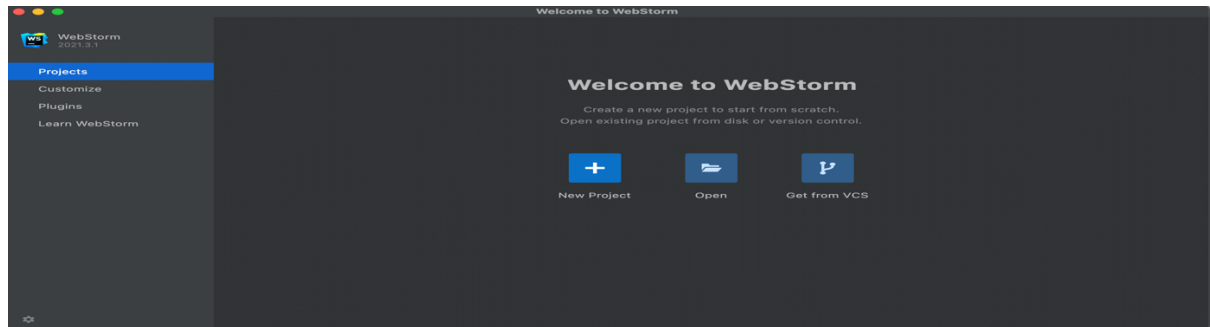 Welcome to WebStorm
WS
WebStorm
2021.3.1
Projects
Customize
Plugins
Learn WebStorm
Welcome to WebStorm
Create a new project to start from scratch.
Open existing project from disk or version control.
New Project
Open
Get from VCS